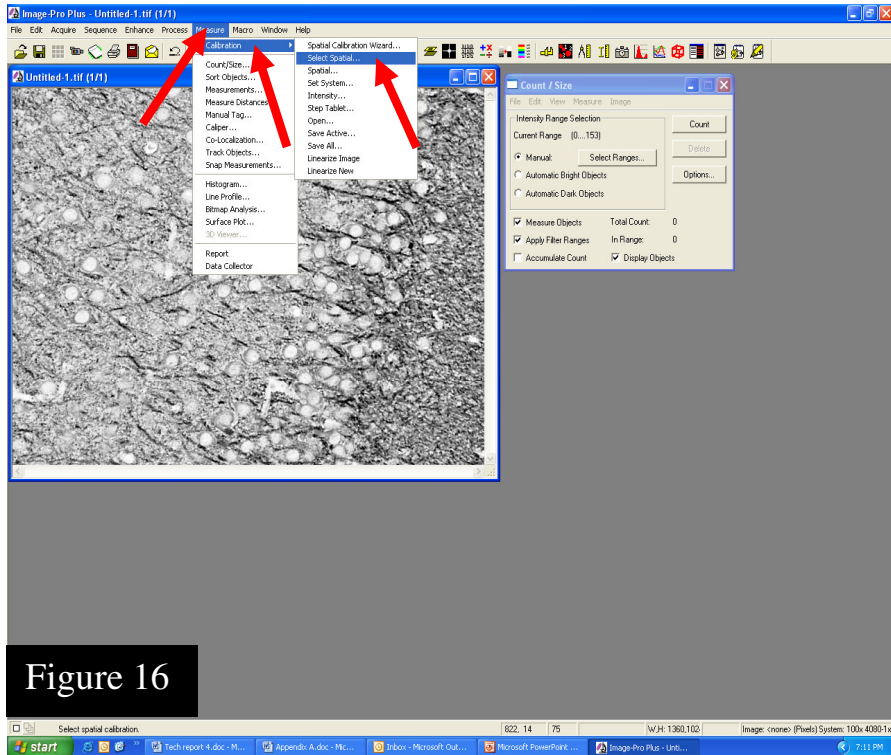 Image-Pro Plus - Untitled-1.tif (1/1)
File Edit Acquire Sequence Enhance Process Measure Macro Window Help
Untitled-1.tif (1/1)
Calibration
Count/Size...
Sort Objects...
Measurements...
Measure Distances
Manual Tag...
Caliper...
Co-Localization...
Track Objects...
Snap Measurements...
Histogram...
Line Profile...
Bitmap Analysis...
Surface Plot...
3D Viewer...
Report
Data Collector
Spatial Calibration Wizard...
Select Spatial...
Spatial...
Set System...
Intensity...
Step Tablet...
Open...
Save Active...
Save All...
Linearize Image
Linearize New
Count / Size
File Edit View Measure Image
Intensity Range Selection
Current Range (0....153)
Manual: Select Ranges...
Automatic Bright Objects
Automatic Dark Objects
Count
Delete
Options...
Measure Objects Total Count: 0
Apply Filter Ranges In Range: 0
Accumulate Count Display Objects
Figure 16
Select spatial calibration. 822, 14 75 W,H: 1360,102 Image: <none> (Pixels) System: 100x 4080-1x
start Tech report 4.doc - M... Appendix A.doc - Mic... Inbox - Microsoft Out... Microsoft PowerPoint ... Image-Pro Plus - Unti... 7:11 PM